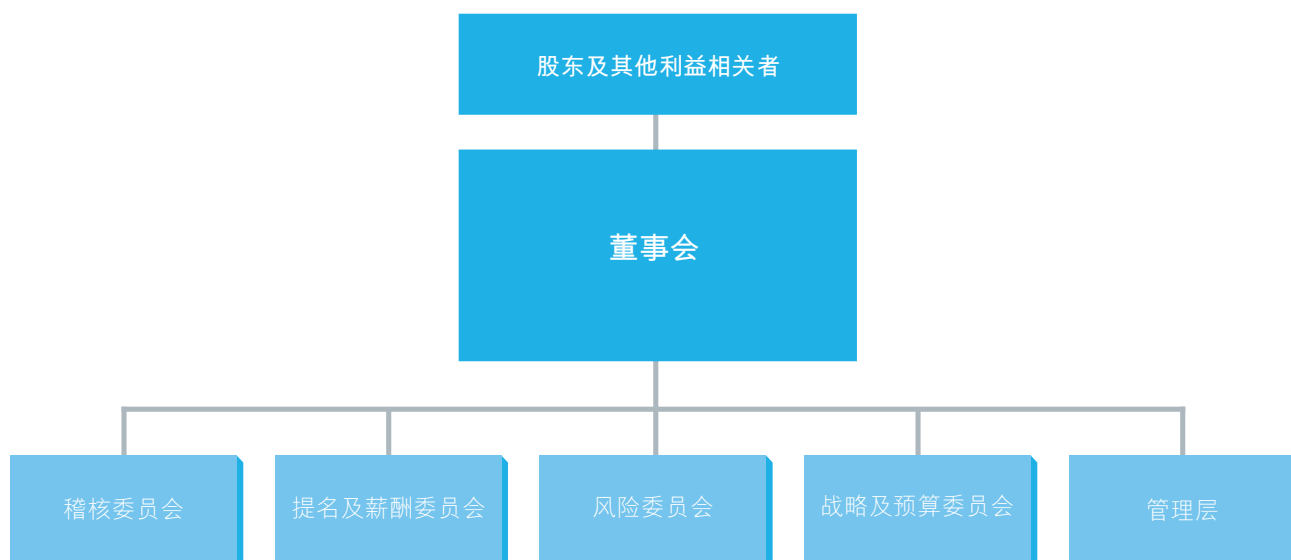 股东及其他利益相关者
董事会
稽核委员会
提名及薪酬委员会
风险委员会
战略及预算委员会
管理层